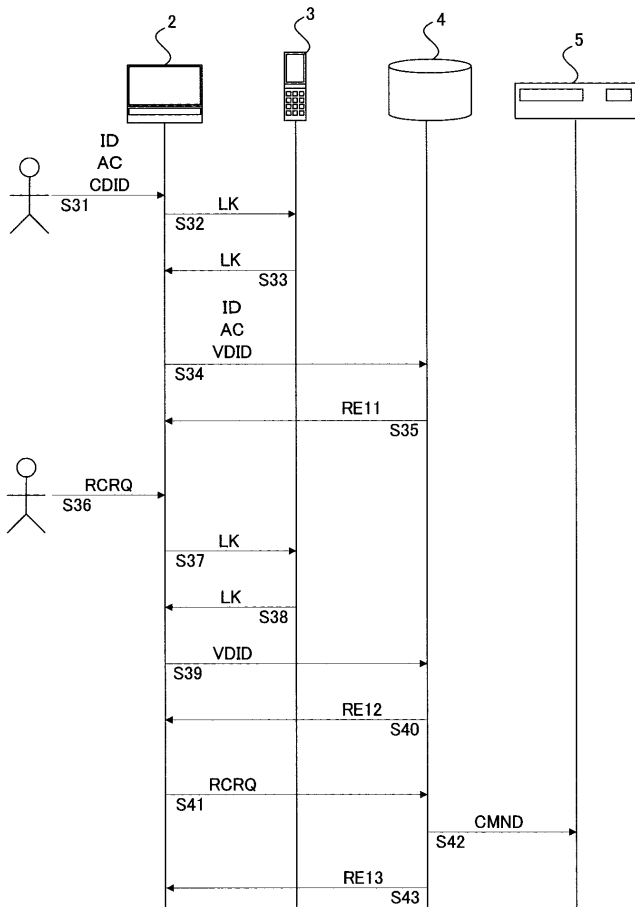 2
3
4
5
ID
AC
CDID
S31
LK
S32
LK
S33
ID
AC
VDID
S34
RE11
S35
RCRQ
S36
LK
S37
LK
S38
VDID
S39
RE12
S40
RCRQ
S41
CMND
S42
RE13
S43